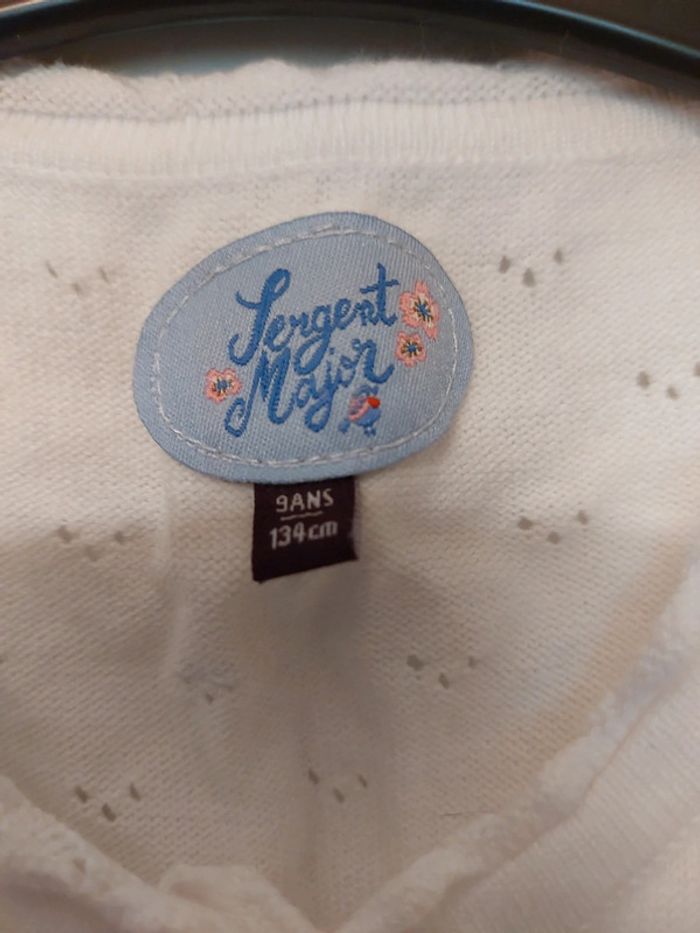 Sergent
Major
9ANS
134cm